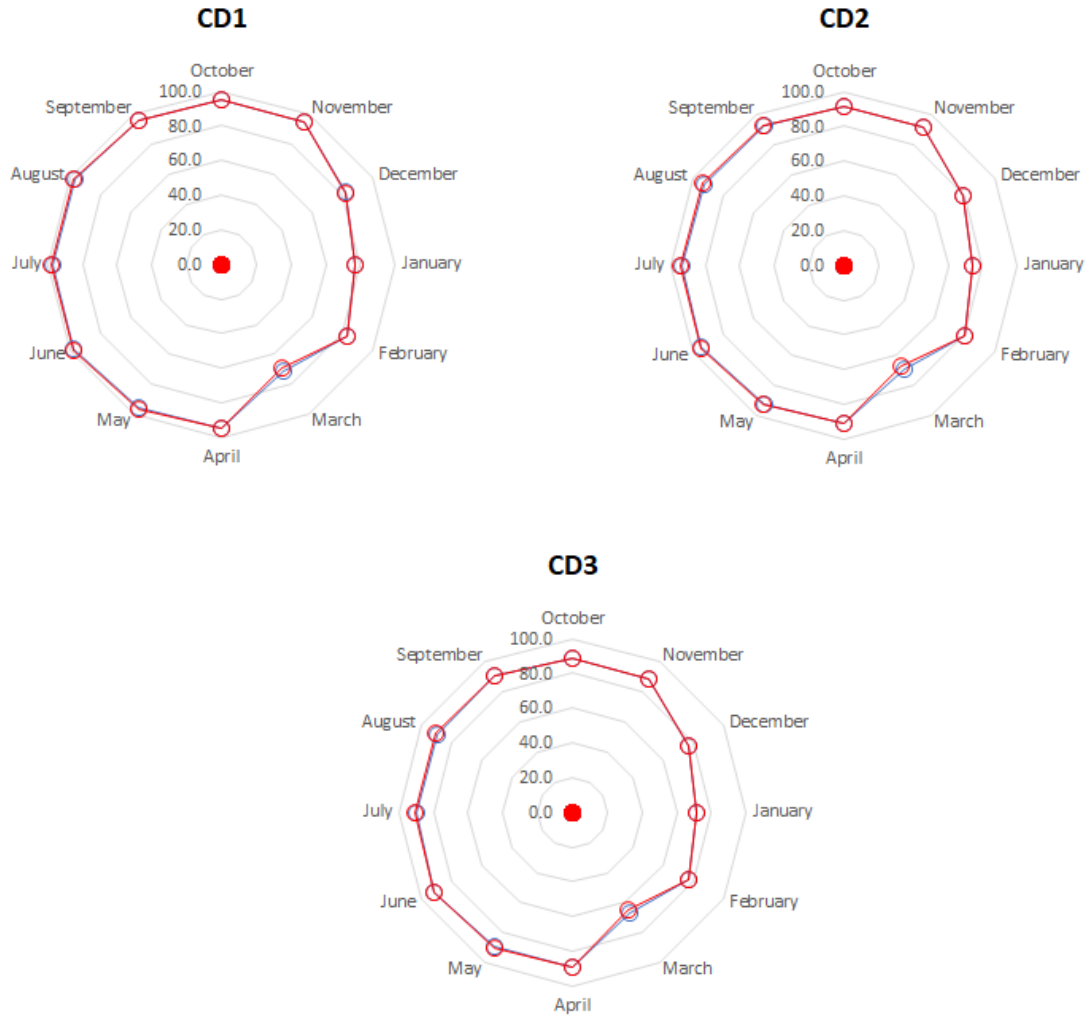 CD1
October
100.0
September
November
80.0
August
60.0
December
40.0
20.0
July
0.0
January
June
February
May
March
April
CD2
October
100.0
September
November
80.0
August
60.0
December
40.0
20.0
July
0.0
January
June
February
May
March
April
CD3
October
100.0
September
November
80.0
August
60.0
December
40.0
20.0
July
0.0
January
June
February
May
March
April